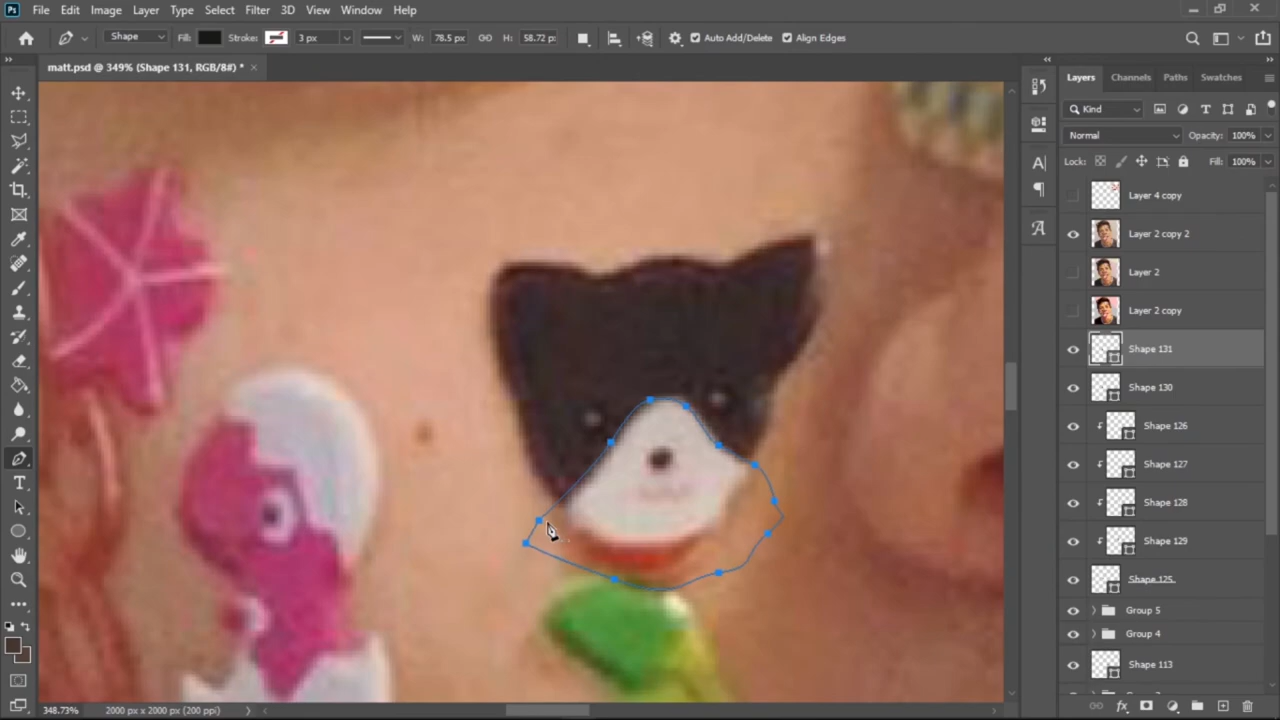 Ps File Edit Image Layer Type Select Filter 3D View Window Help
Shape Fill: Stroke: 3 px W: 78.5 px H: 58.72 p: Auto Add/Delete Align Edges
matt.psd @ 349% (Shape 131, RGB/8#) * ×
Layers Channels Paths Swatches
Kind
Normal Opacity: 100%
Lock: Fill: 100%
Layer 4 copy
Layer 2 copy 2
Layer 2
Layer 2 copy
Shape 131
Shape 130
Shape 126
Shape 127
Shape 128
Shape 129
Shape 125
Group 5
Group 4
Shape 113
348.73% 2000 px x 2000 px (200 ppi)